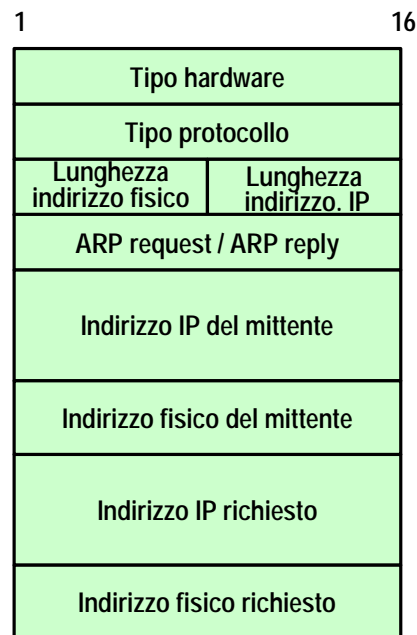 1 16
Tipo hardware
Tipo protocollo
Lunghezza
indirizzo fisico
Lunghezza
indirizzo. IP
ARP request / ARP reply
Indirizzo IP del mittente
Indirizzo fisico del mittente
Indirizzo IP richiesto
Indirizzo fisico richiesto